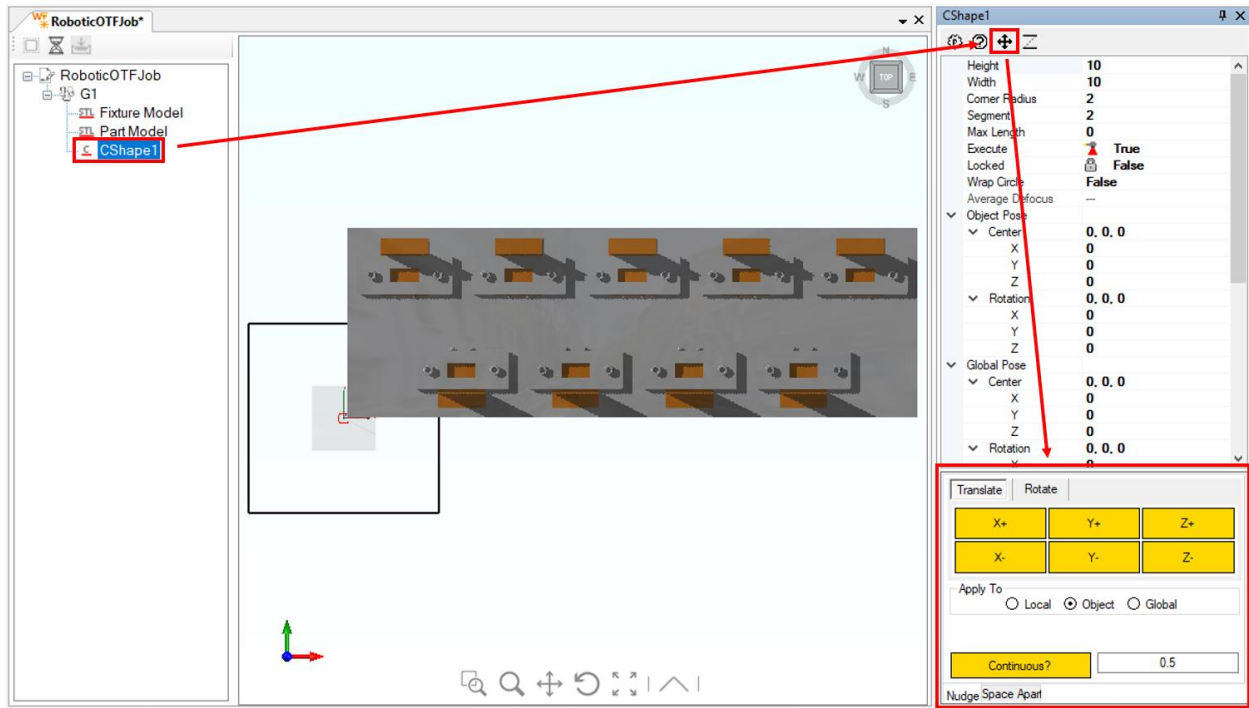 RoboticOTFJob*
RoboticOTFJob
G1
STL Fixture Model
STL Part Model
C CShape1
N
W TOP E
S
CShape1
Height 10
Width 10
Corner Radius 2
Segment 2
Max Length 0
Execute True
Locked False
Wrap Circle False
Average Defocus ---
Object Pose
Center 0, 0, 0
X 0
Y 0
Z 0
Rotation 0, 0, 0
X 0
Y 0
Z 0
Global Pose
Center 0, 0, 0
X 0
Y 0
Z 0
Rotation 0, 0, 0
Translate Rotate
X+ Y+ Z+
X- Y- Z-
Apply To
Local Object Global
Continuous? 0.5
Nudge Space Apart